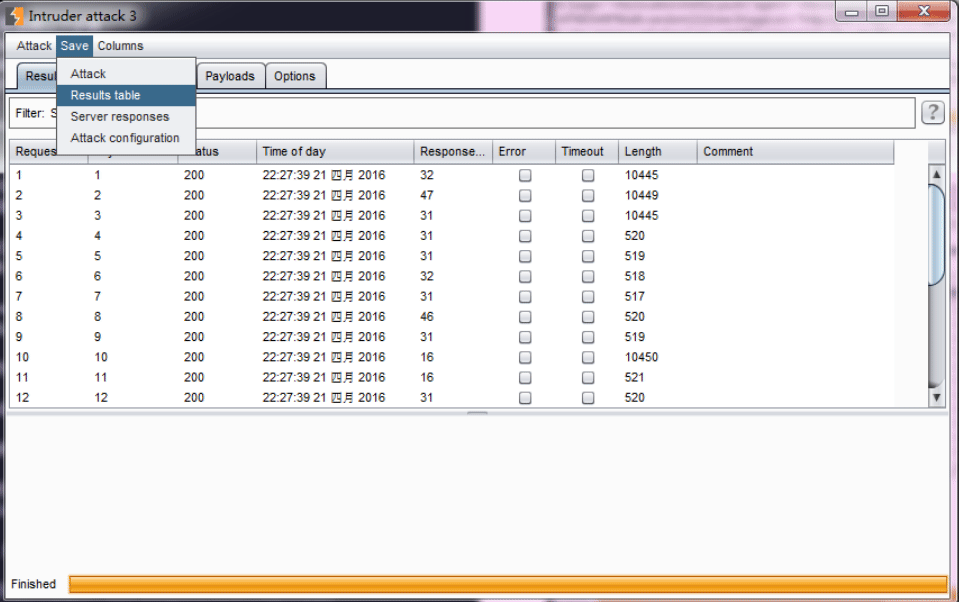 Intruder attack 3
Attack Save Columns
Attack
Results table
Server responses
Attack configuration
Resul Payloads Options
Filter: S ?
Reques atus Time of day Response... Error Timeout Length Comment
1 1 200 22:27:39 21 四月 2016 32 10445
2 2 200 22:27:39 21 四月 2016 47 10449
3 3 200 22:27:39 21 四月 2016 31 10445
4 4 200 22:27:39 21 四月 2016 31 520
5 5 200 22:27:39 21 四月 2016 31 519
6 6 200 22:27:39 21 四月 2016 32 518
7 7 200 22:27:39 21 四月 2016 31 517
8 8 200 22:27:39 21 四月 2016 46 520
9 9 200 22:27:39 21 四月 2016 31 519
10 10 200 22:27:39 21 四月 2016 16 10450
11 11 200 22:27:39 21 四月 2016 16 521
12 12 200 22:27:39 21 四月 2016 31 520
Finished